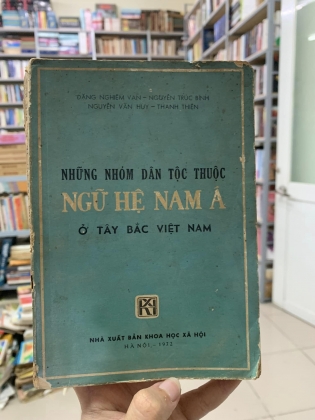 ĐẶNG NGHIÊM VẠN – NGUYỄN TRÚC BÌNH
NGUYỄN VĂN HUY – THANH THIÊN
NHỮNG NHÓM DÂN TỘC THUỘC
NGỮ HỆ NAM Á
Ở TÂY BẮC VIỆT NAM
NHÀ XUẤT BẢN KHOA HỌC XÃ HỘI
HÀ NỘI, - 1972